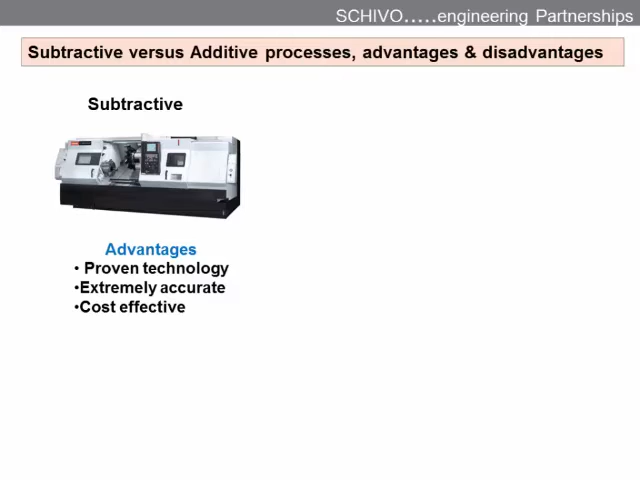 SCHIVO.....engineering Partnerships
Subtractive versus Additive processes, advantages & disadvantages
Subtractive
Advantages
• Proven technology
•Extremely accurate
•Cost effective